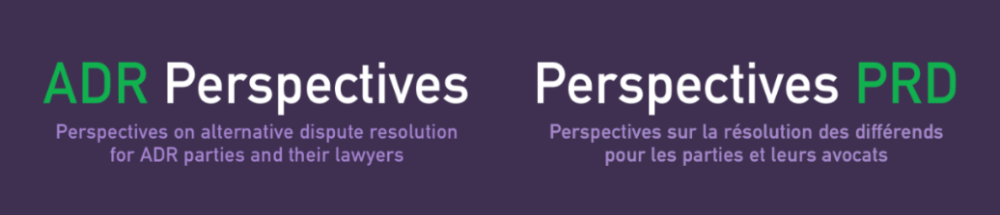 ADR Perspectives
Perspectives on alternative dispute resolution
for ADR parties and their lawyers
Perspectives PRD
Perspectives sur la résolution des différends
pour les parties et leurs avocats